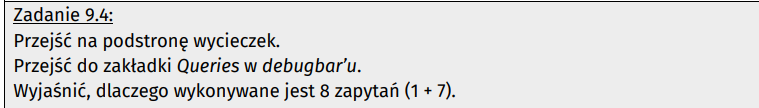 Zadanie 9.4:
Przejść na podstronę wycieczek.
Przejść do zakładki Queries w debugbar'u.
Wyjaśnić, dlaczego wykonywane jest 8 zapytań (1 + 7).